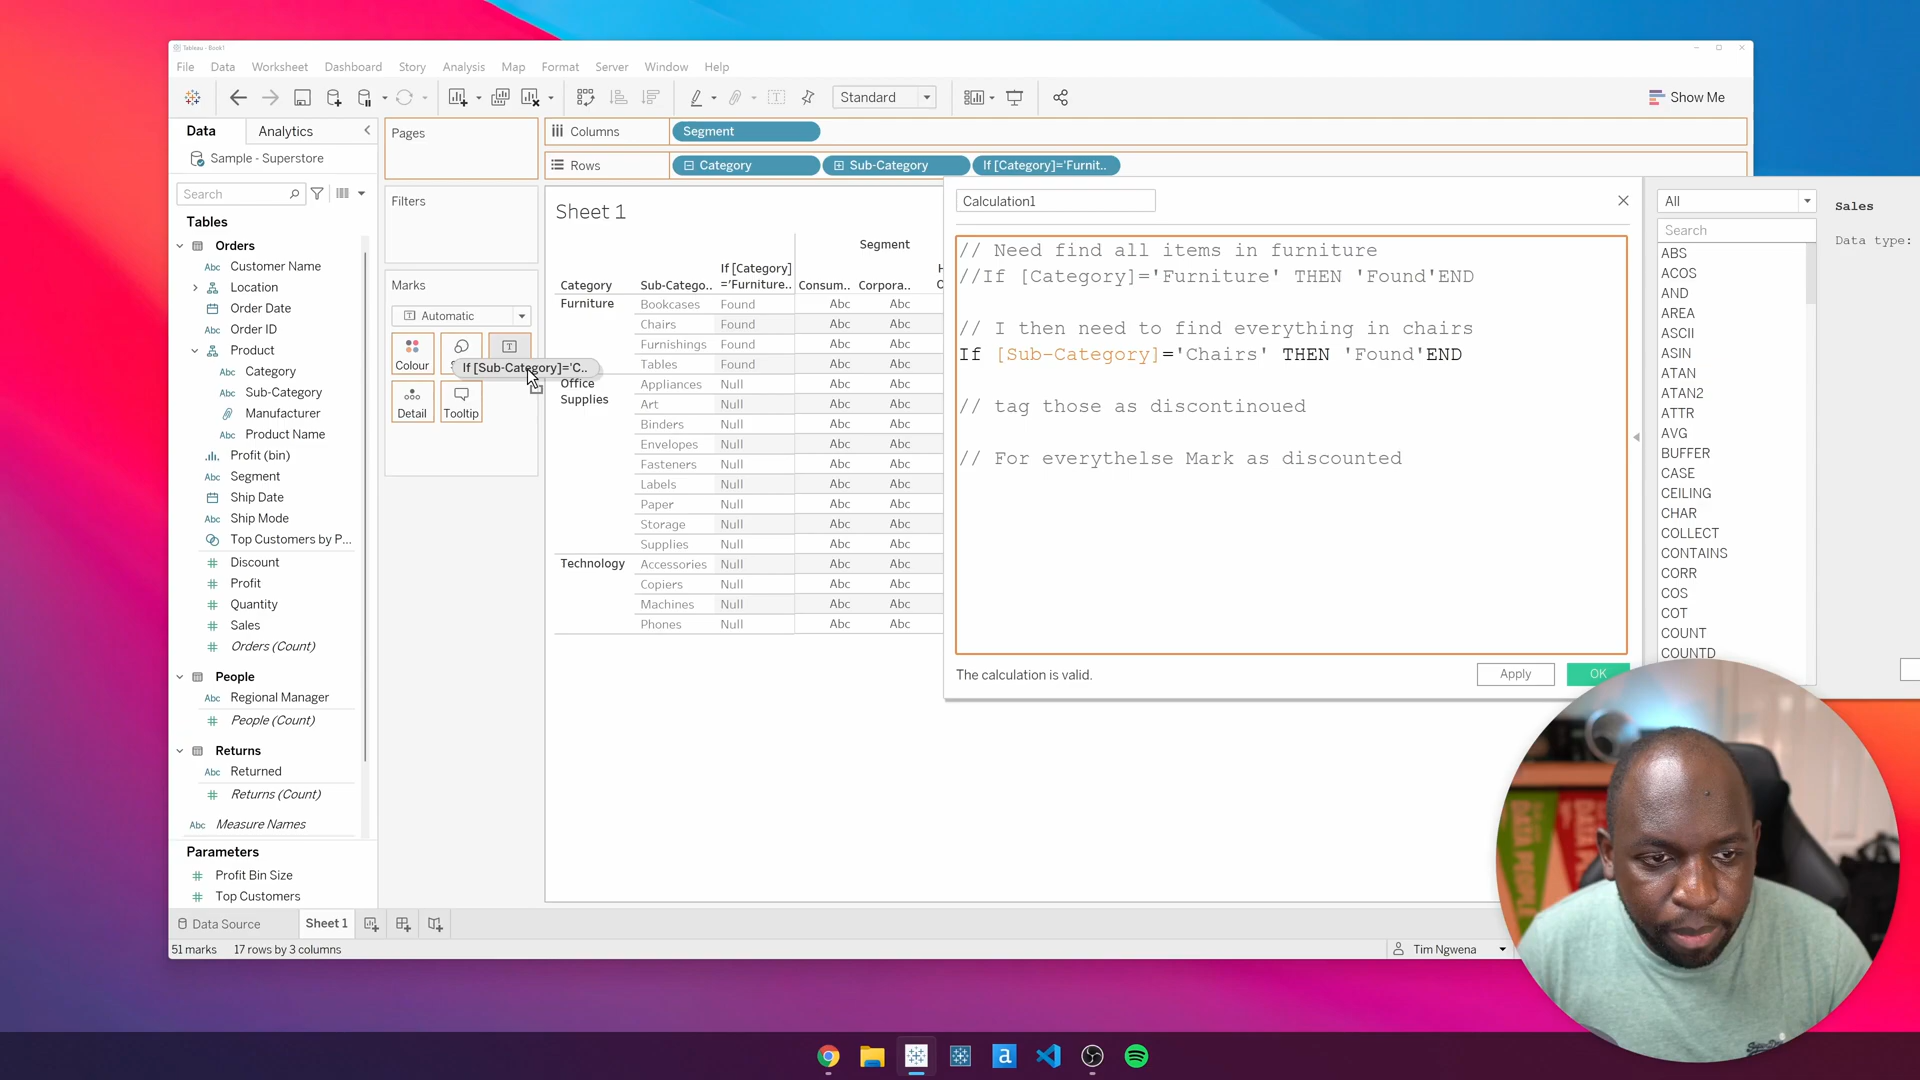 Tableau - Book1
File Data Worksheet Dashboard Story Analysis Map Format Server Window Help
Standard
Show Me
Data Analytics
Sample - Superstore
Search
Tables
Orders
Customer Name
Location
Order Date
Order ID
Product
Category
Sub-Category
Manufacturer
Product Name
Profit (bin)
Segment
Ship Date
Ship Mode
Top Customers by P...
Discount
Profit
Quantity
Sales
Orders (Count)
People
Regional Manager
People (Count)
Returns
Returned
Returns (Count)
Measure Names
Parameters
Profit Bin Size
Top Customers
Pages
Filters
Marks
Automatic
Colour
Detail Tooltip
If [Sub-Category]='C..
Columns Segment
Rows Category Sub-Category If [Category]='Furnit..
Sheet 1
Segment
Category Sub-Catego.. If [Category]
='Furniture.. Consum.. Corpora..
Furniture Bookcases Found Abc Abc
Chairs Found Abc Abc
Furnishings Found Abc Abc
Tables Found Abc Abc
Office
Supplies
Appliances Null Abc Abc
Art Null Abc Abc
Binders Null Abc Abc
Envelopes Null Abc Abc
Fasteners Null Abc Abc
Labels Null Abc Abc
Paper Null Abc Abc
Storage Null Abc Abc
Supplies Null Abc Abc
Technology Accessories Null Abc Abc
Copiers Null Abc Abc
Machines Null Abc Abc
Phones Null Abc Abc
Calculation1
// Need find all items in furniture
//If [Category]='Furniture' THEN 'Found'END
// I then need to find everything in chairs
If [Sub-Category]='Chairs' THEN 'Found'END
// tag those as discontinoued
// For everythelse Mark as discounted
The calculation is valid.
Apply OK
All
Search
ABS
ACOS
AND
AREA
ASCII
ASIN
ATAN
ATAN2
ATTR
AVG
BUFFER
CASE
CEILING
CHAR
COLLECT
CONTAINS
CORR
COS
COT
COUNT
COUNTD
Sales
Data type:
DATA PEOPLE
Data Source Sheet 1
51 marks 17 rows by 3 columns
Tim Ngwena